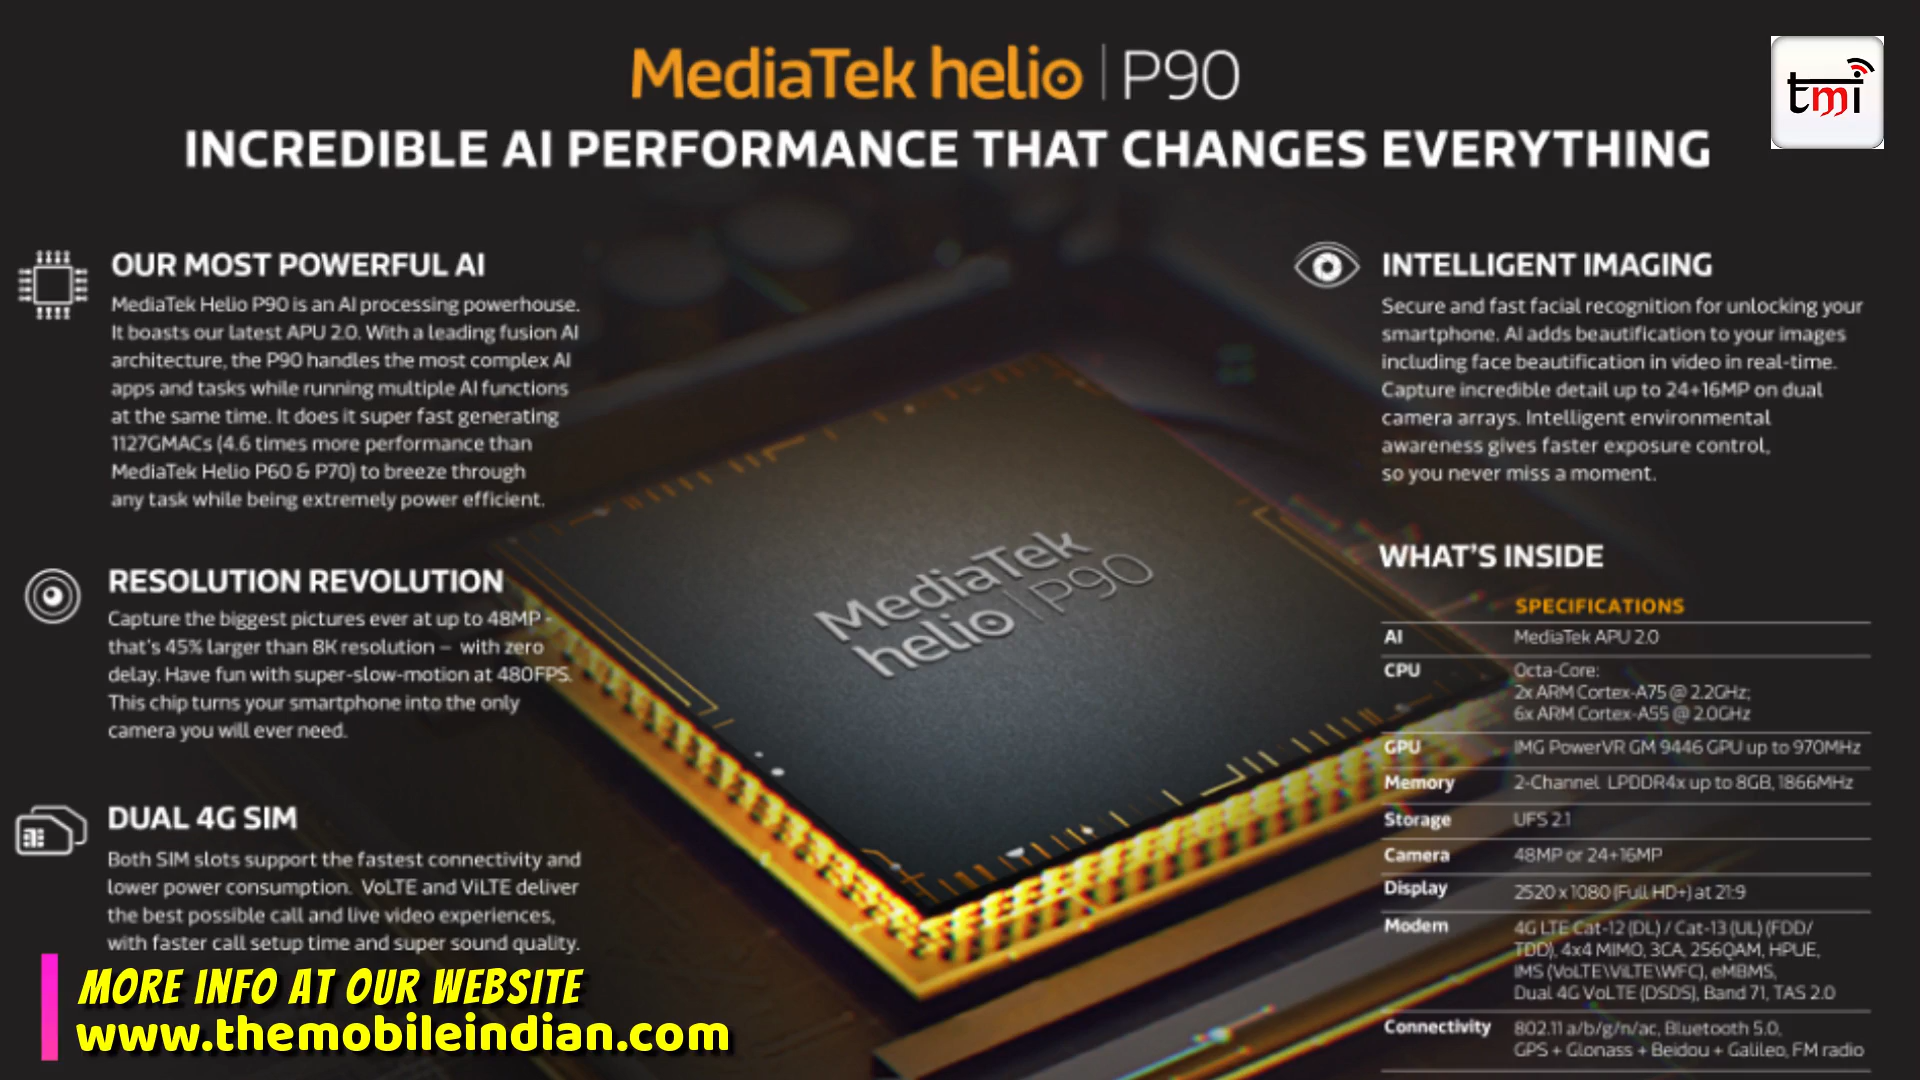 MediaTek helio | P90
tmi
INCREDIBLE AI PERFORMANCE THAT CHANGES EVERYTHING
OUR MOST POWERFUL AI
MediaTek Helio P90 is an AI processing powerhouse.
It boasts our latest APU 2.0. With a leading fusion AI
architecture, the P90 handles the most complex AI
apps and tasks while running multiple AI functions
at the same time. It does it super fast generating
1127GMACs (4.6 times more performance than
MediaTek Helio P60 & P70) to breeze through
any task while being extremely power efficient.
RESOLUTION REVOLUTION
Capture the biggest pictures ever at up to 48MP -
that's 45% larger than 8K resolution – with zero
delay. Have fun with super-slow-motion at 480FPS.
This chip turns your smartphone into the only
camera you will ever need.
DUAL 4G SIM
Both SIM slots support the fastest connectivity and
lower power consumption. VoLTE and ViLTE deliver
the best possible call and live video experiences,
with faster call setup time and super sound quality.
MORE INFO AT OUR WEBSITE
www.themobileindian.com
MediaTek
helio | P90
INTELLIGENT IMAGING
Secure and fast facial recognition for unlocking your
smartphone. AI adds beautification to your images
including face beautification in video in real-time.
Capture incredible detail up to 24+16MP on dual
camera arrays. Intelligent environmental
awareness gives faster exposure control,
so you never miss a moment.
WHAT'S INSIDE
SPECIFICATIONS
AI MediaTek APU 2.0
CPU Octa-Core:
2x ARM Cortex-A75 @ 2.2GHz;
6x ARM Cortex-A55 @ 2.0GHz
GPU IMG PowerVR GM 9446 GPU up to 970MHz
Memory 2-Channel LPDDR4x up to 8GB, 1866MHz
Storage UFS 2.1
Camera 48MP or 24+16MP
Display 2520 x 1080 (Full HD+) at 21:9
Modem 4G LTE Cat-12 (DL) / Cat-13 (UL) (FDD/
TDD), 4x4 MIMO, 3CA, 256QAM, HPUE,
IMS (VoLTE\ViLTE\WFC), eMBMS,
Dual 4G VoLTE (DSDS), Band 71, TAS 2.0
Connectivity 802.11 a/b/g/n/ac, Bluetooth 5.0,
GPS + Glonass + Beidou + Galileo, FM radio